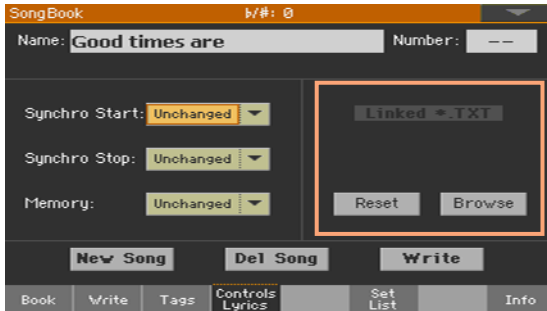 SongBook b/#: 0
Name: Good times are Number: --
Synchro Start: Unchanged Linked *.TXT
Synchro Stop: Unchanged
Memory: Unchanged Reset Browse
New Song Del Song Write
Book Write Tags Controls Lyrics Set List Info